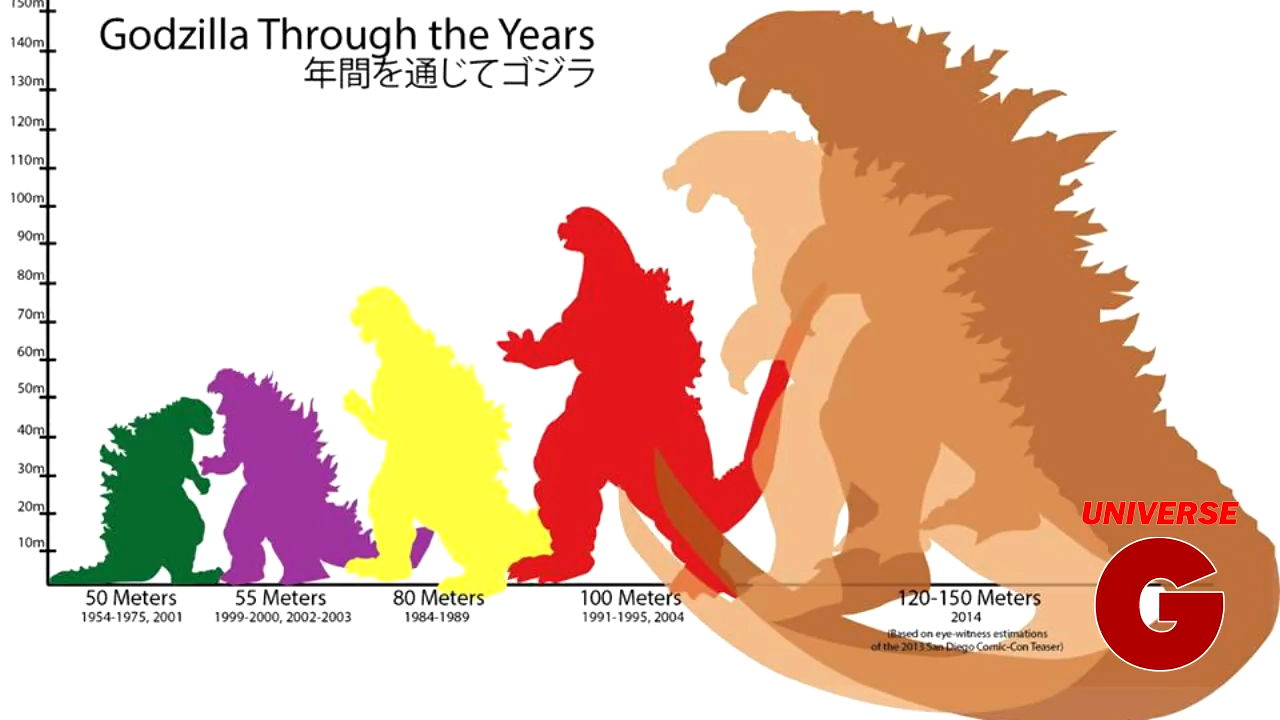 Godzilla Through the Years
年間を通じてゴジラ
150m
140m
130m
120m
110m
100m
90m
80m
70m
60m
50m
40m
30m
20m
10m
50 Meters
1954-1975, 2001
55 Meters
1999-2000, 2002-2003
80 Meters
1984-1989
100 Meters
1991-1995, 2004
120-150 Meters
2014
(Based on eye-witness estimations
of the 2013 San Diego Comic-Con Teaser)
UNIVERSE
G